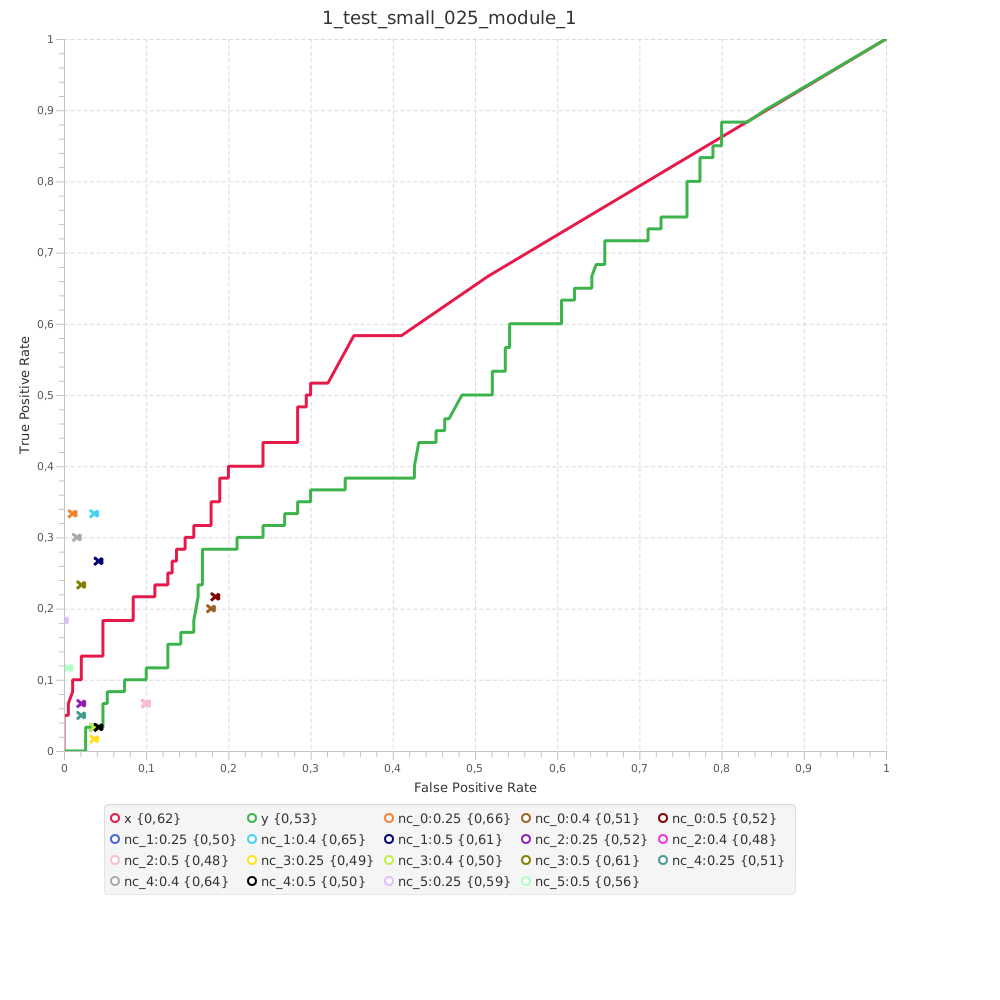 1_test_small_025_module_1
1
0,9
0,8
0,7
0,6
0,5
0,4
0,3
0,2
0,1
0
True Positive Rate
0 0,1 0,2 0,3 0,4 0,5 0,6 0,7 0,8 0,9 1
False Positive Rate
x {0,62} y {0,53} nc_0:0.25 {0,66} nc_0:0.4 {0,51} nc_0:0.5 {0,52}
nc_1:0.25 {0,50} nc_1:0.4 {0,65} nc_1:0.5 {0,61} nc_2:0.25 {0,52} nc_2:0.4 {0,48}
nc_2:0.5 {0,48} nc_3:0.25 {0,49} nc_3:0.4 {0,50} nc_3:0.5 {0,61} nc_4:0.25 {0,51}
nc_4:0.4 {0,64} nc_4:0.5 {0,50} nc_5:0.25 {0,59} nc_5:0.5 {0,56}